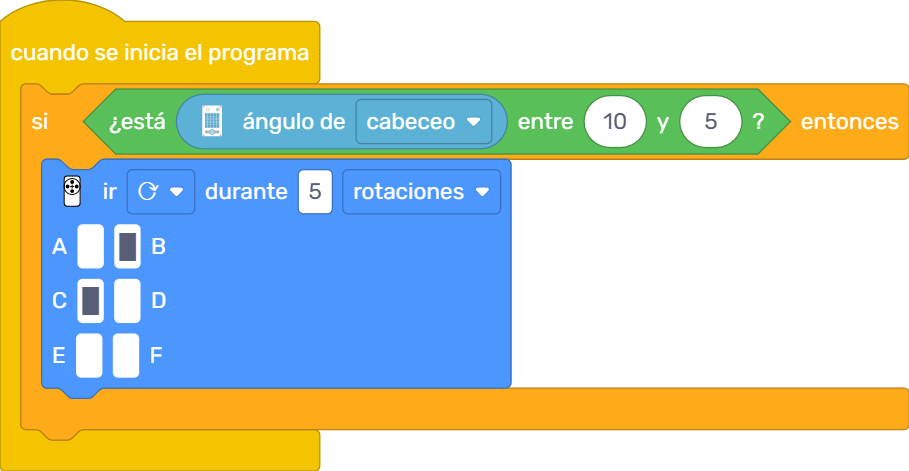 cuando se inicia el programa
si ¿está ángulo de cabeceo entre 10 y 5 ? entonces
ir durante 5 rotaciones
A B
C D
E F